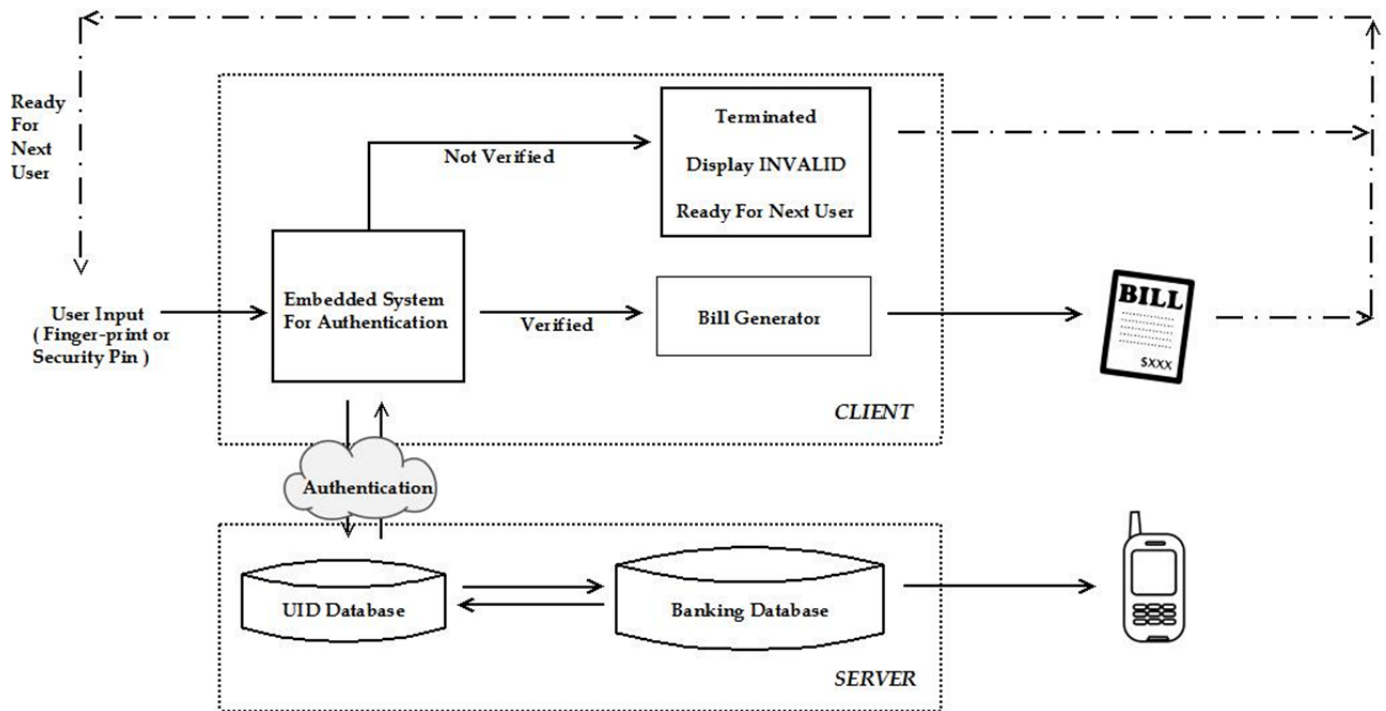 Ready
For
Next
User
Terminated
Display INVALID
Ready For Next User
Not Verified
User Input
( Finger-print or
Security Pin )
Embedded System
For Authentication
Verified
Bill Generator
BILL
$XXX
CLIENT
Authentication
UID Database
Banking Database
SERVER